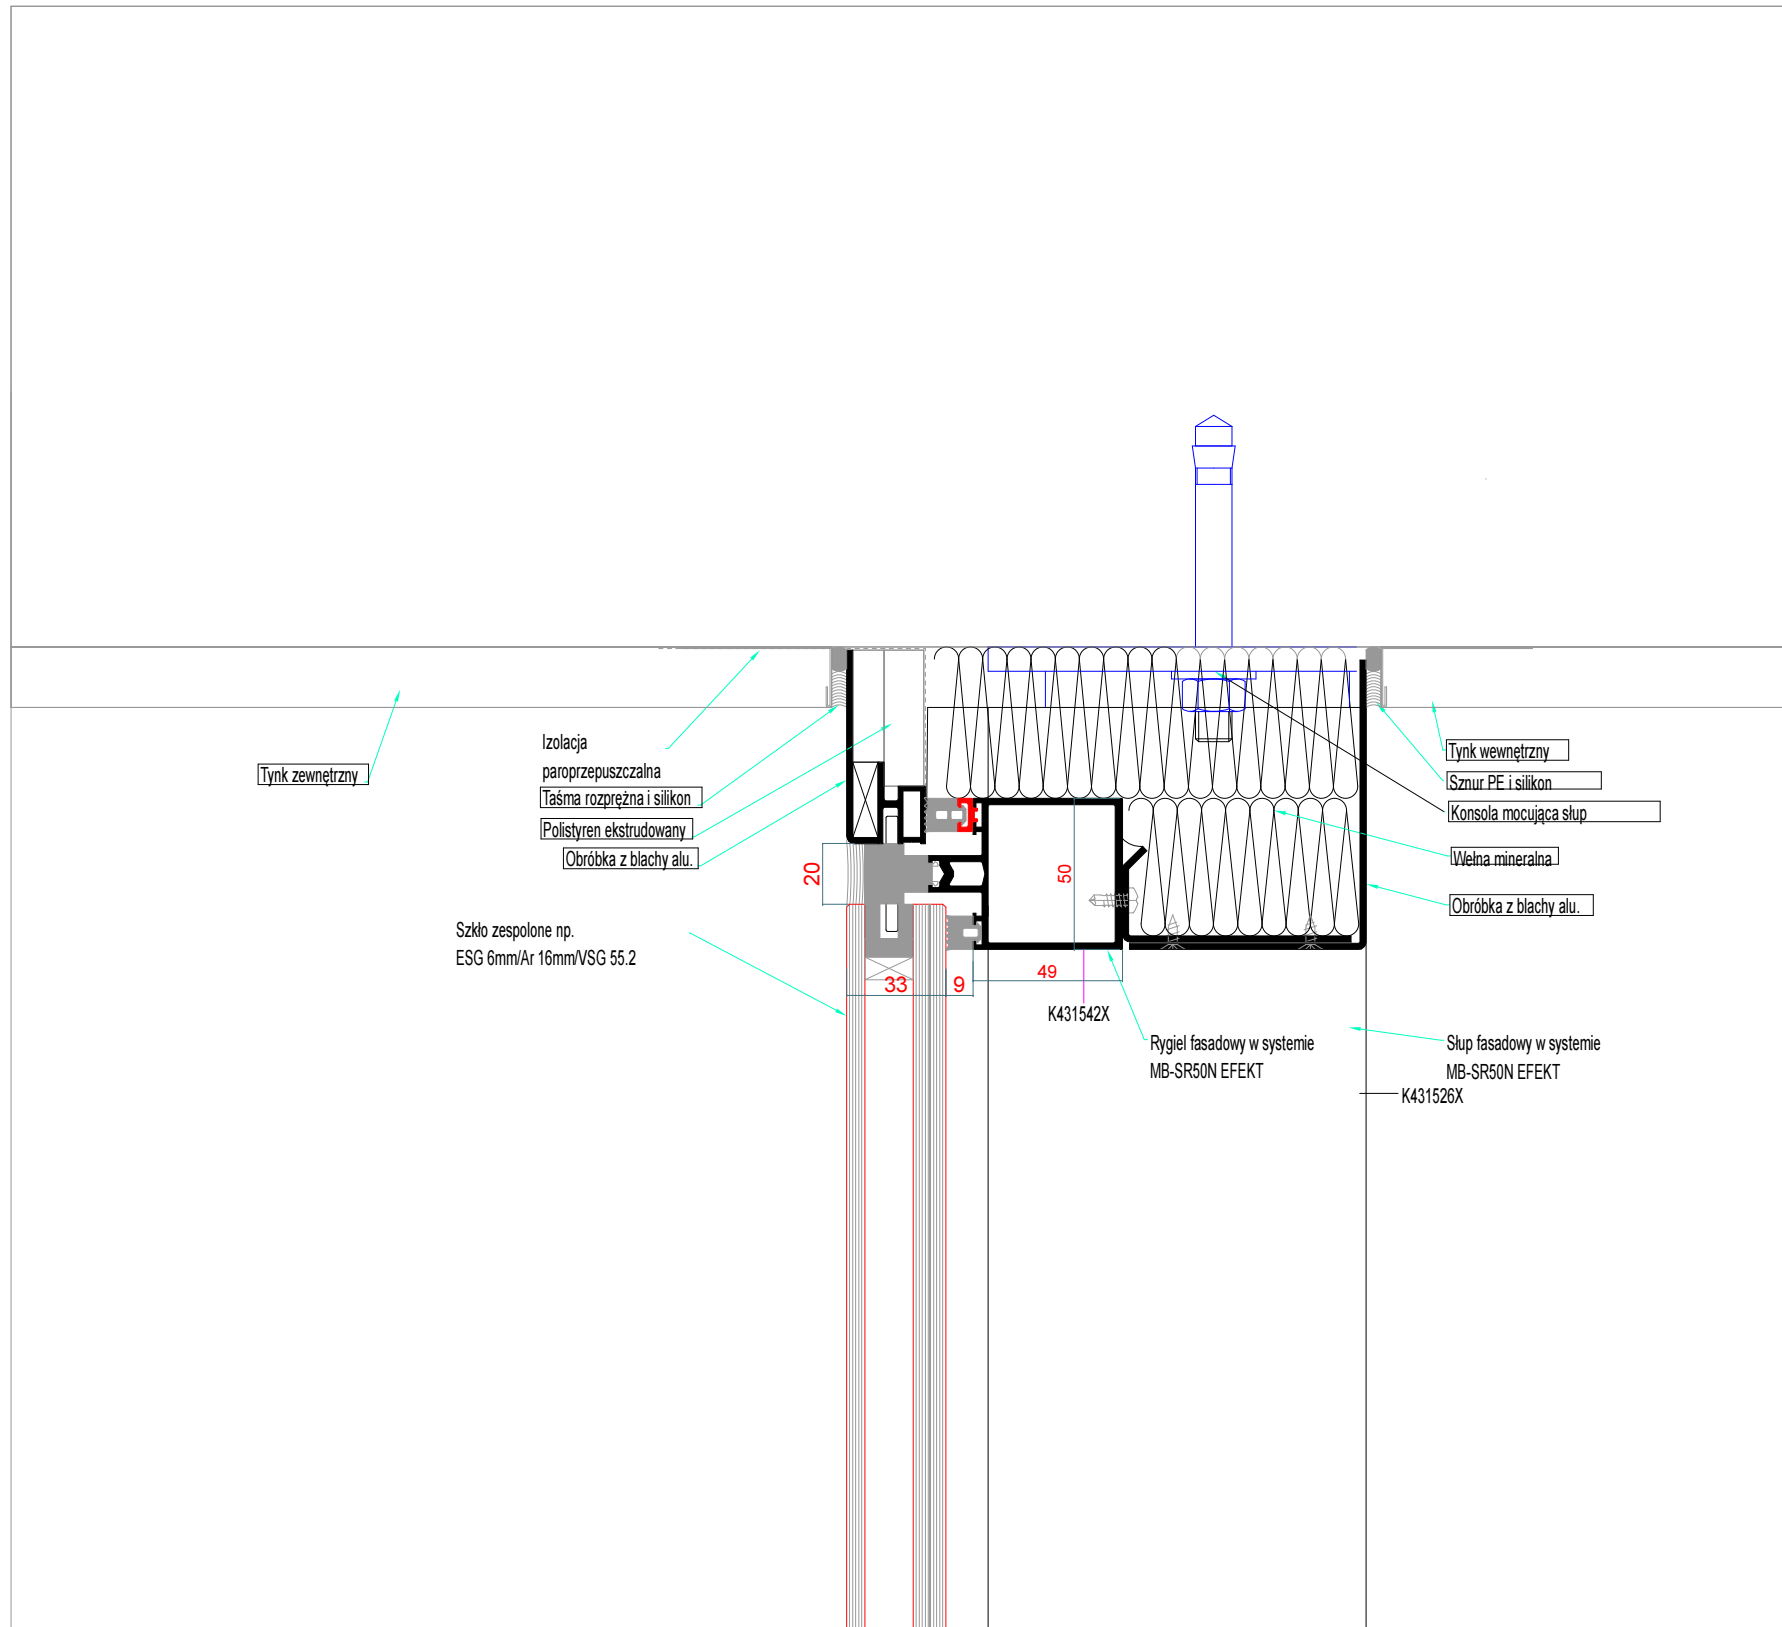 Izolacja
paroprzepuszczalna
Tynk zewnętrzny
Taśma rozprężna i silikon
Polistyren ekstrudowany
Obróbka z blachy alu.
Szkło zespolone np.
ESG 6mm/Ar 16mm/VSG 55.2
20
33
9
49
50
K431542X
Rygiel fasadowy w systemie
MB-SR50N EFEKT
Tynk wewnętrzny
Sznur PE i silikon
Konsola mocująca słup
Wełna mineralna
Obróbka z blachy alu.
Słup fasadowy w systemie
MB-SR50N EFEKT
K431526X